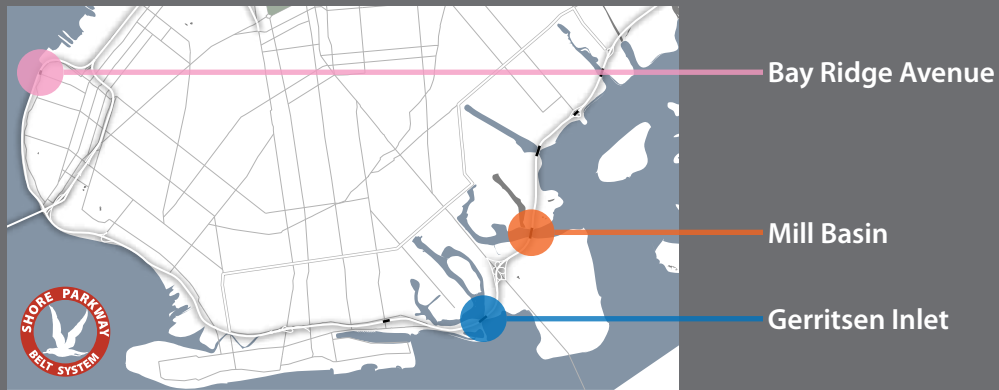 Bay Ridge Avenue
Mill Basin
Gerritsen Inlet
SHORE PARKWAY
BELT SYSTEM